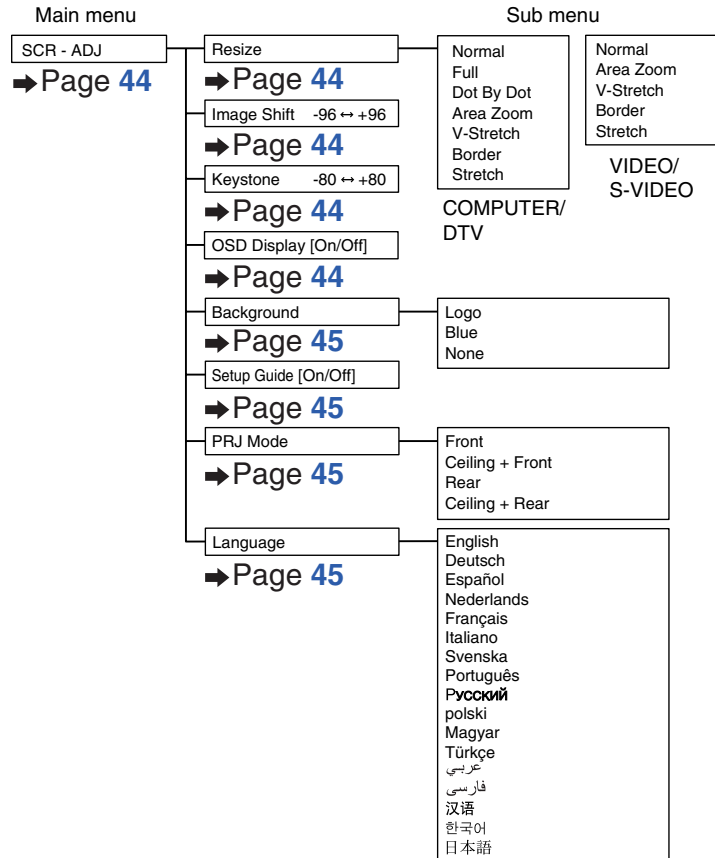 Main menu
Sub menu
SCR - ADJ
➡Page 44
Resize
➡Page 44
Image Shift -96 ↔ +96
➡Page 44
Keystone -80 ↔ +80
➡Page 44
OSD Display [On/Off]
➡Page 44
Background
➡Page 45
Setup Guide [On/Off]
➡Page 45
PRJ Mode
➡Page 45
Language
➡Page 45
Normal
Full
Dot By Dot
Area Zoom
V-Stretch
Border
Stretch
COMPUTER/
DTV
Normal
Area Zoom
V-Stretch
Border
Stretch
VIDEO/
S-VIDEO
Logo
Blue
None
Front
Ceiling + Front
Rear
Ceiling + Rear
English
Deutsch
Español
Nederlands
Français
Italiano
Svenska
Português
Русский
polski
Magyar
Türkçe
عربي
فارسی
汉语
한국어
日本語